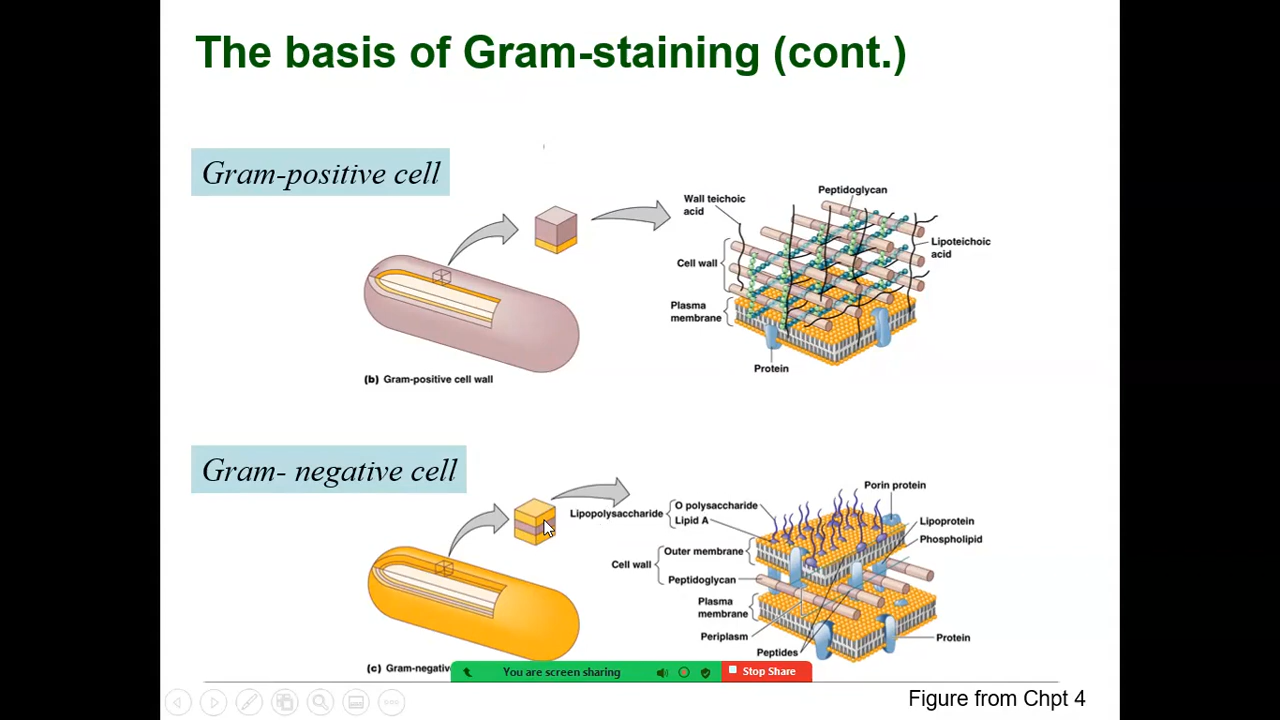 The basis of Gram-staining (cont.)
Gram-positive cell
Wall teichoic
acid
Peptidoglycan
Lipoteichoic
acid
Cell wall
Plasma
membrane
Protein
(b) Gram-positive cell wall
Gram- negative cell
Porin protein
Lipopolysaccharide
O polysaccharide
Lipid A
Lipoprotein
Phospholipid
Cell wall
Outer membrane
Peptidoglycan
Plasma
membrane
Periplasm
Protein
Peptides
(c) Gram-negativ
You are screen sharing
Stop Share
Figure from Chpt 4